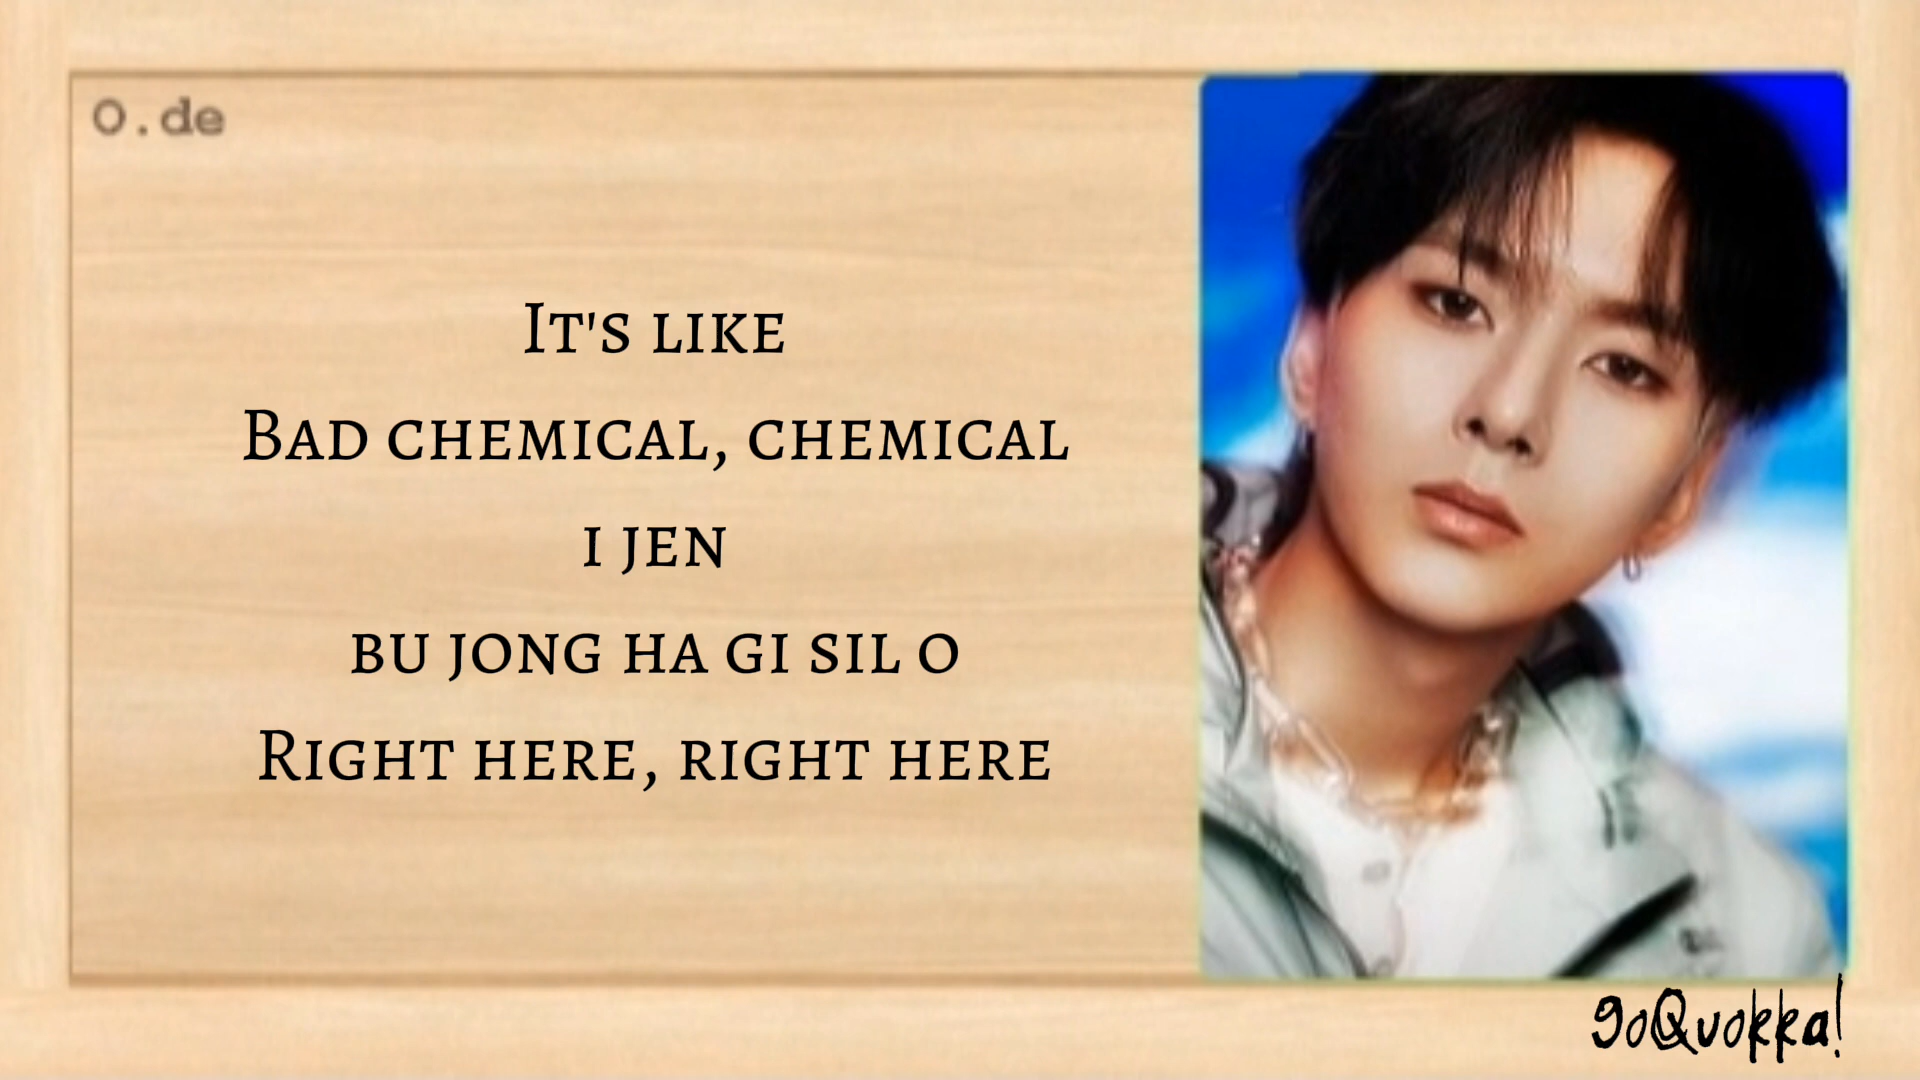 O.de
It's like
Bad chemical, chemical
i jen
bu jong ha gi sil o
Right here, right here
goQuokka!